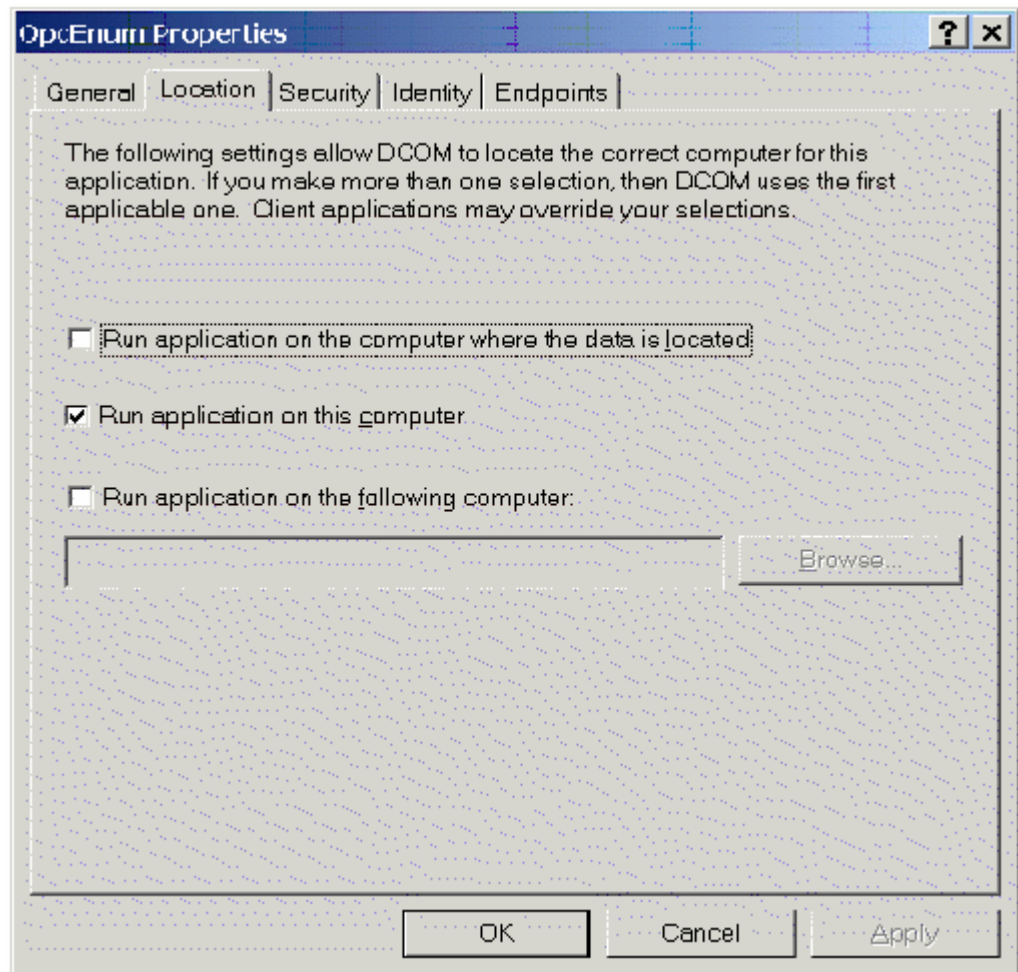 OpcEnum Properties
General Location Security Identity Endpoints
The following settings allow DCOM to locate the correct computer for this
application. If you make more than one selection, then DCOM uses the first
applicable one. Client applications may override your selections.
Run application on the computer where the data is located
Run application on this computer
Run application on the following computer:
Browse...
OK Cancel Apply